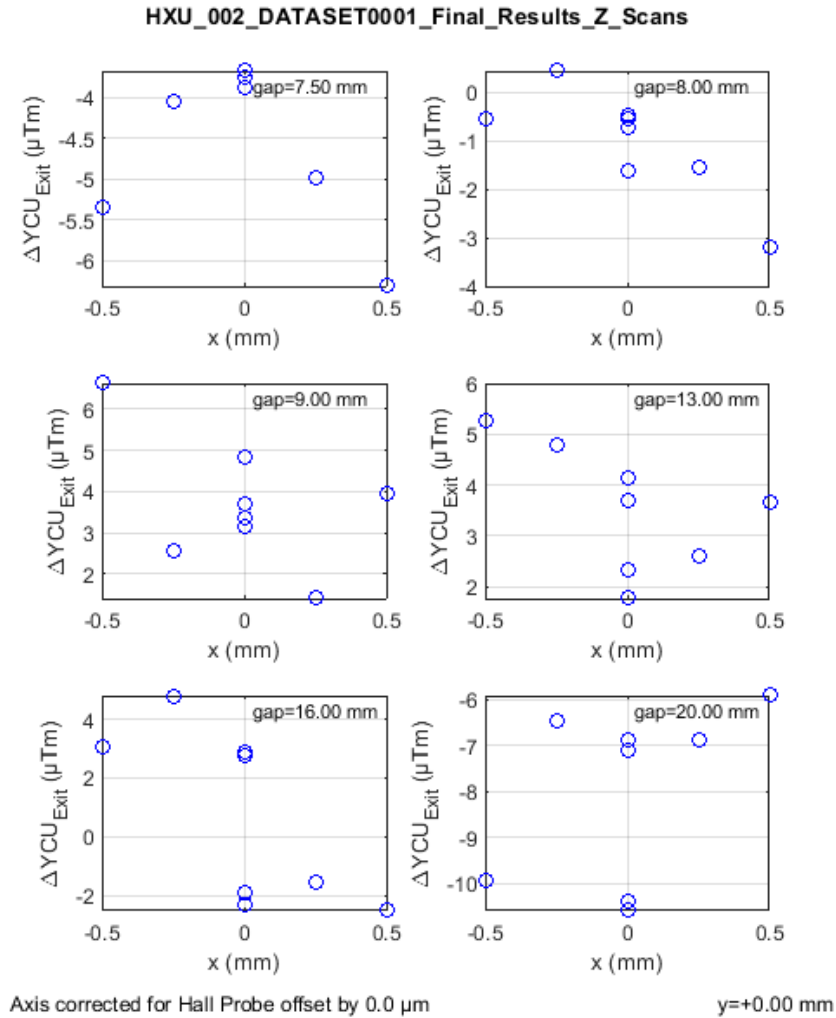 HXU_002_DATASET0001_Final_Results_Z_Scans
gap=7.50 mm
ΔYCU_Exit (μTm)
-4
-4.5
-5
-5.5
-6
-0.5 0 0.5
x (mm)
gap=8.00 mm
ΔYCU_Exit (μTm)
0
-1
-2
-3
-4
-0.5 0 0.5
x (mm)
gap=9.00 mm
ΔYCU_Exit (μTm)
6
5
4
3
2
-0.5 0 0.5
x (mm)
gap=13.00 mm
ΔYCU_Exit (μTm)
6
5
4
3
2
-0.5 0 0.5
x (mm)
gap=16.00 mm
ΔYCU_Exit (μTm)
4
2
0
-2
-0.5 0 0.5
x (mm)
gap=20.00 mm
ΔYCU_Exit (μTm)
-6
-7
-8
-9
-10
-0.5 0 0.5
x (mm)
Axis corrected for Hall Probe offset by 0.0 μm
y=+0.00 mm